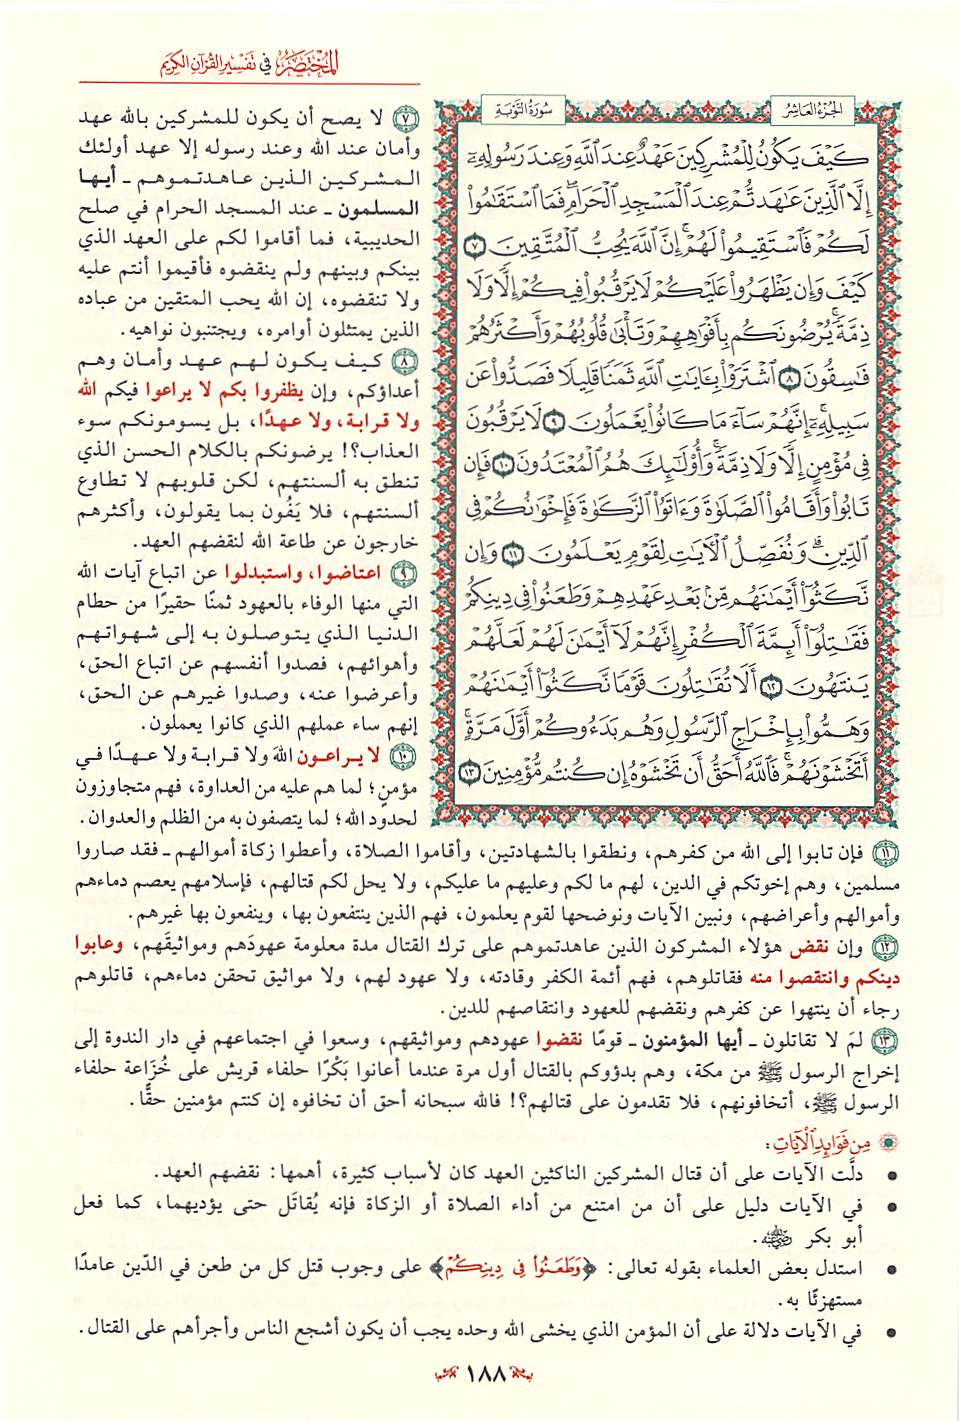 المُخْتَصَرُ في تَفْسِيرِ القُرْآنِ الكَرِيمِ
الجُزْءُ العَاشِرُ
سُورَةُ التَّوْبَةِ
كَيْفَ يَكُونُ لِلْمُشْرِكِينَ عَهْدٌ عِندَ ٱللَّهِ وَعِندَ رَسُولِهِۦٓ
إِلَّا ٱلَّذِينَ عَٰهَدتُّمْ عِندَ ٱلْمَسْجِدِ ٱلْحَرَامِۖ فَمَا ٱسْتَقَٰمُواْ
لَكُمْ فَٱسْتَقِيمُواْ لَهُمْۚ إِنَّ ٱللَّهَ يُحِبُّ ٱلْمُتَّقِينَ ٧
كَيْفَ وَإِن يَظْهَرُواْ عَلَيْكُمْ لَا يَرْقُبُواْ فِيكُمْ إِلًّا وَلَا
ذِمَّةًۚ يُرْضُونَكُم بِأَفْوَٰهِهِمْ وَتَأْبَىٰ قُلُوبُهُمْ وَأَكْثَرُهُمْ
فَٰسِقُونَ ٨ ٱشْتَرَوْاْ بِـَٔايَٰتِ ٱللَّهِ ثَمَنًا قَلِيلًا فَصَدُّواْ عَن
سَبِيلِهِۦٓۚ إِنَّهُمْ سَآءَ مَا كَانُواْ يَعْمَلُونَ ٩ لَا يَرْقُبُونَ
فِي مُؤْمِنٍ إِلًّا وَلَا ذِمَّةًۚ وَأُوْلَٰٓئِكَ هُمُ ٱلْمُعْتَدُونَ ١٠ فَإِن
تَابُواْ وَأَقَامُواْ ٱلصَّلَوٰةَ وَءَاتَوُاْ ٱلزَّكَوٰةَ فَإِخْوَٰنُكُمْ فِي
ٱلدِّينِۗ وَنُفَصِّلُ ٱلْأٓيَٰتِ لِقَوْمٍ يَعْلَمُونَ ١١ وَإِن
نَّكَثُوٓاْ أَيْمَٰنَهُم مِّنۢ بَعْدِ عَهْدِهِمْ وَطَعَنُواْ فِي دِينِكُمْ
فَقَٰتِلُوٓاْ أَئِمَّةَ ٱلْكُفْرِ إِنَّهُمْ لَآ أَيْمَٰنَ لَهُمْ لَعَلَّهُمْ
يَنتَهُونَ ١٢ أَلَا تُقَٰتِلُونَ قَوْمًا نَّكَثُوٓاْ أَيْمَٰنَهُمْ
وَهَمُّواْ بِإِخْرَاجِ ٱلرَّسُولِ وَهُم بَدَءُوكُمْ أَوَّلَ مَرَّةٍۚ
أَتَخْشَوْنَهُمْۚ فَٱللَّهُ أَحَقُّ أَن تَخْشَوْهُ إِن كُنتُم مُّؤْمِنِينَ ١٣
٧ لا يصح أن يكون للمشركين بالله عهد
وأمان عند الله وعند رسوله إلا عهد أولئك
المشركين الذين عاهدتموهم ـ أيها
المسلمون ـ عند المسجد الحرام في صلح
الحديبية، فما أقاموا لكم على العهد الذي
بينكم وبينهم ولم ينقضوه فأقيموا أنتم عليه
ولا تنقضوه، إن الله يحب المتقين من عباده
الذين يمتثلون أوامره، ويجتنبون نواهيه.
٨ كيف يكون لهم عهد وأمان وهم
أعداؤكم، وإن يظفروا بكم لا يراعوا فيكم الله
ولا قرابة، ولا عهدًا، بل يسومونكم سوء
العذاب؟! يرضونكم بالكلام الحسن الذي
تنطق به ألسنتهم، لكن قلوبهم لا تطاوع
ألسنتهم، فلا يَفُون بما يقولون، وأكثرهم
خارجون عن طاعة الله لنقضهم العهد.
٩ اعتاضوا، واستبدلوا عن اتباع آيات الله
التي منها الوفاء بالعهود ثمنًا حقيرًا من حطام
الدنيا الذي يتوصلون به إلى شهواتهم
وأهوائهم، فصدوا أنفسهم عن اتباع الحق،
وأعرضوا عنه، وصدوا غيرهم عن الحق،
إنهم ساء عملهم الذي كانوا يعملون.
١٠ لا يراعون اللهَ ولا قرابة ولا عهدًا في
مؤمنٍ؛ لما هم عليه من العداوة، فهم متجاوزون
لحدود الله؛ لما يتصفون به من الظلم والعدوان.
١١ فإن تابوا إلى الله من كفرهم، ونطقوا بالشهادتين، وأقاموا الصلاة، وأعطوا زكاة أموالهم ـ فقد صاروا
مسلمين، وهم إخوتكم في الدين، لهم ما لكم وعليهم ما عليكم، ولا يحل لكم قتالهم، فإسلامهم يعصم دماءهم
وأموالهم وأعراضهم، ونبين الآيات ونوضحها لقوم يعلمون، فهم الذين ينتفعون بها، وينفعون بها غيرهم.
١٢ وإن نقض هؤلاء المشركون الذين عاهدتموهم على ترك القتال مدة معلومة عهودَهم ومواثيقَهم، وعابوا
دينكم وانتقصوا منه فقاتلوهم، فهم أئمة الكفر وقادته، ولا عهود لهم، ولا مواثيق تحقن دماءهم، قاتلوهم
رجاء أن ينتهوا عن كفرهم ونقضهم للعهود وانتقاصهم للدين.
١٣ لمَ لا تقاتلون ـ أيها المؤمنون ـ قومًا نقضوا عهودهم ومواثيقهم، وسعوا في اجتماعهم في دار الندوة إلى
إخراج الرسول ﷺ من مكة، وهم بدؤوكم بالقتال أول مرة عندما أعانوا بَكْرًا حلفاء قريش على خُزَاعة حلفاء
الرسول ﷺ، أتخافونهم، فلا تقدمون على قتالهم؟! فالله سبحانه أحق أن تخافوه إن كنتم مؤمنين حقًّا.
مِن فَوَائِدِ الآيَاتِ:
• دلَّت الآيات على أن قتال المشركين الناكثين العهد كان لأسباب كثيرة، أهمها: نقضهم العهد.
• في الآيات دليل على أن من امتنع من أداء الصلاة أو الزكاة فإنه يُقاتَل حتى يؤديهما، كما فعل
أبو بكر رضي الله عنه.
• استدل بعض العلماء بقوله تعالى: ﴿وَطَعَنُواْ فِي دِينِكُمْ﴾ على وجوب قتل كل من طعن في الدّين عامدًا
مستهزئًا به.
• في الآيات دلالة على أن المؤمن الذي يخشى الله وحده يجب أن يكون أشجع الناس وأجرأهم على القتال.
١٨٨